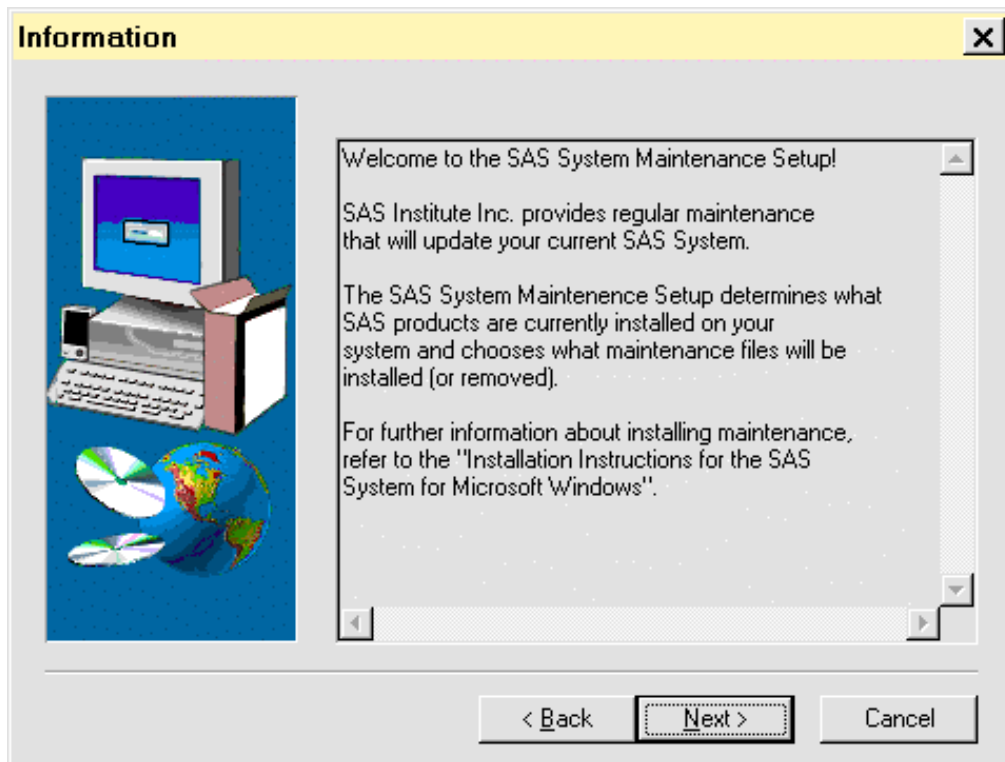 Information
Welcome to the SAS System Maintenance Setup!
SAS Institute Inc. provides regular maintenance
that will update your current SAS System.
The SAS System Maintenence Setup determines what
SAS products are currently installed on your
system and chooses what maintenance files will be
installed (or removed).
For further information about installing maintenance,
refer to the "Installation Instructions for the SAS
System for Microsoft Windows".
< Back
Next >
Cancel